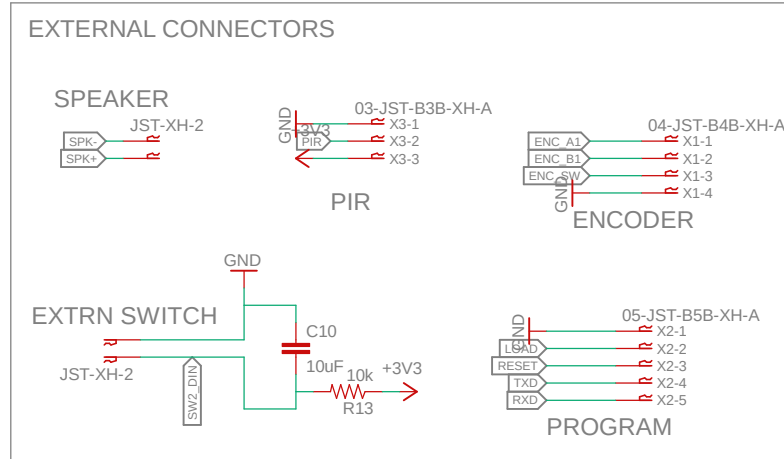 EXTERNAL CONNECTORS
SPEAKER
JST-XH-2
SPK-
SPK+
03-JST-B3B-XH-A
GND
X3-1
+3V3
PIR
X3-2
X3-3
PIR
04-JST-B4B-XH-A
ENC_A1
X1-1
ENC_B1
X1-2
ENC_SW
X1-3
GND
X1-4
ENCODER
GND
EXTRN SWITCH
C10
10uF
JST-XH-2
SW2_DIN
10k
+3V3
R13
05-JST-B5B-XH-A
GND
X2-1
LOAD
X2-2
RESET
X2-3
TXD
X2-4
RXD
X2-5
PROGRAM